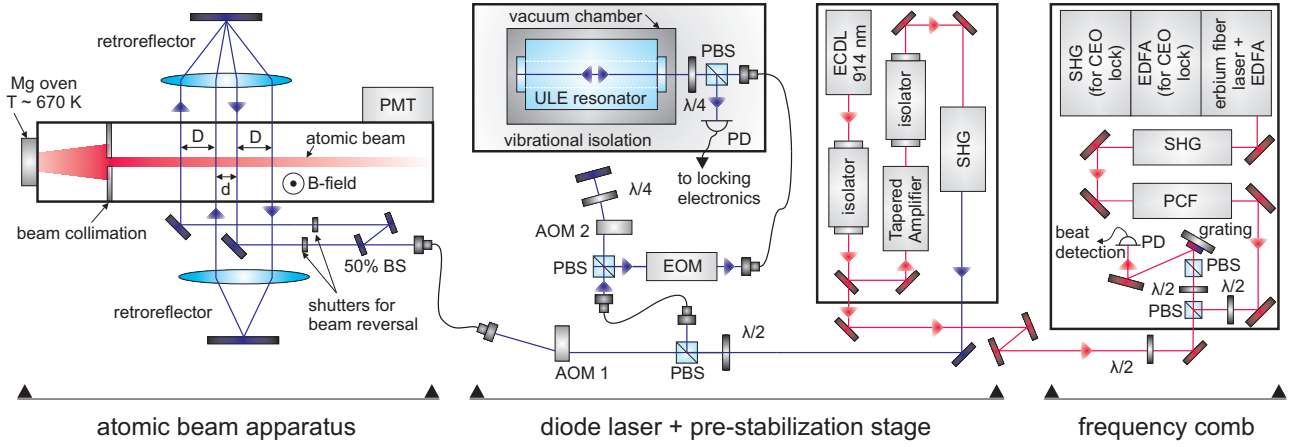 retroreflector
Mg oven
T ~ 670 K
PMT
D
D
atomic beam
d
B-field
beam collimation
50% BS
retroreflector
shutters for
beam reversal
atomic beam apparatus
vacuum chamber
PBS
ULE resonator
λ/4
vibrational isolation
PD
to locking
electronics
λ/4
AOM 2
PBS
EOM
AOM 1
PBS
λ/2
ECDL
914 nm
isolator
isolator
Tapered
Amplifier
SHG
diode laser + pre-stabilization stage
SHG
(for CEO
lock)
EDFA
(for CEO
lock)
erbium fiber
laser +
EDFA
SHG
PCF
beat
detection
PD
grating
PBS
λ/2
λ/2
PBS
λ/2
frequency comb